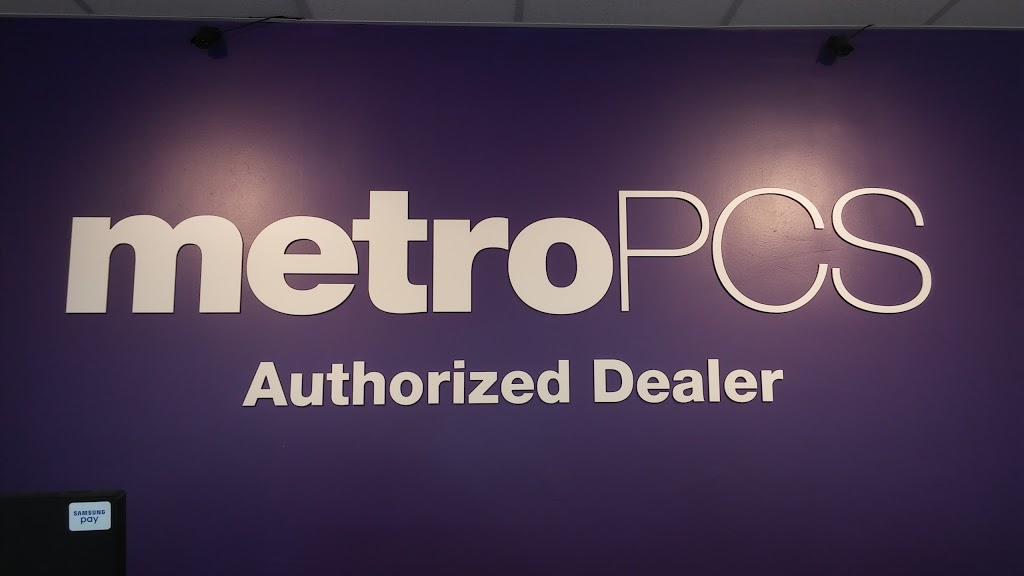 metroPCS
Authorized Dealer
SAMSUNG
pay